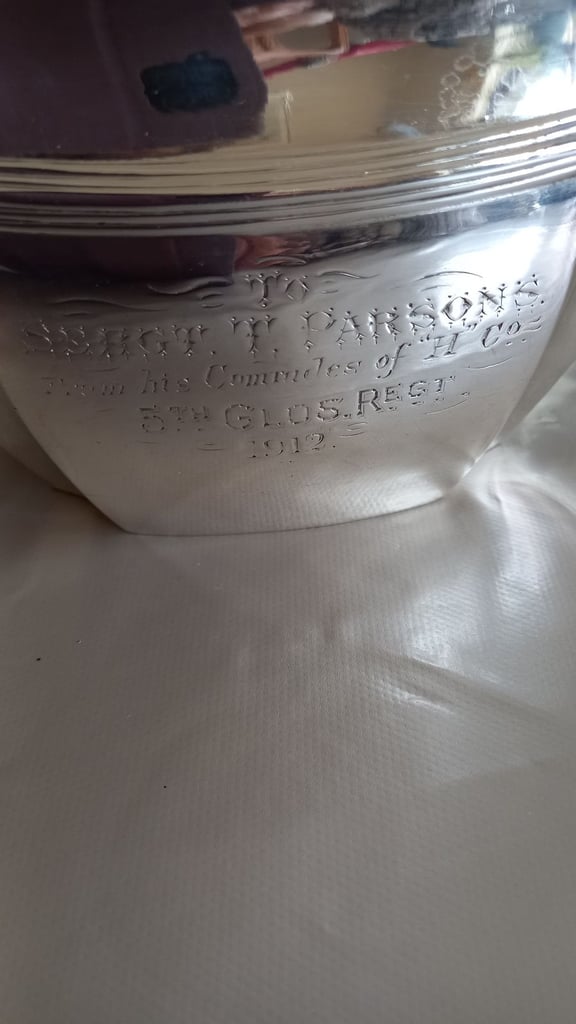 TO
SERGT. T. PARSONS.
From his Comrades of "H" Co.
5TH GLOS. REGT.
1912.